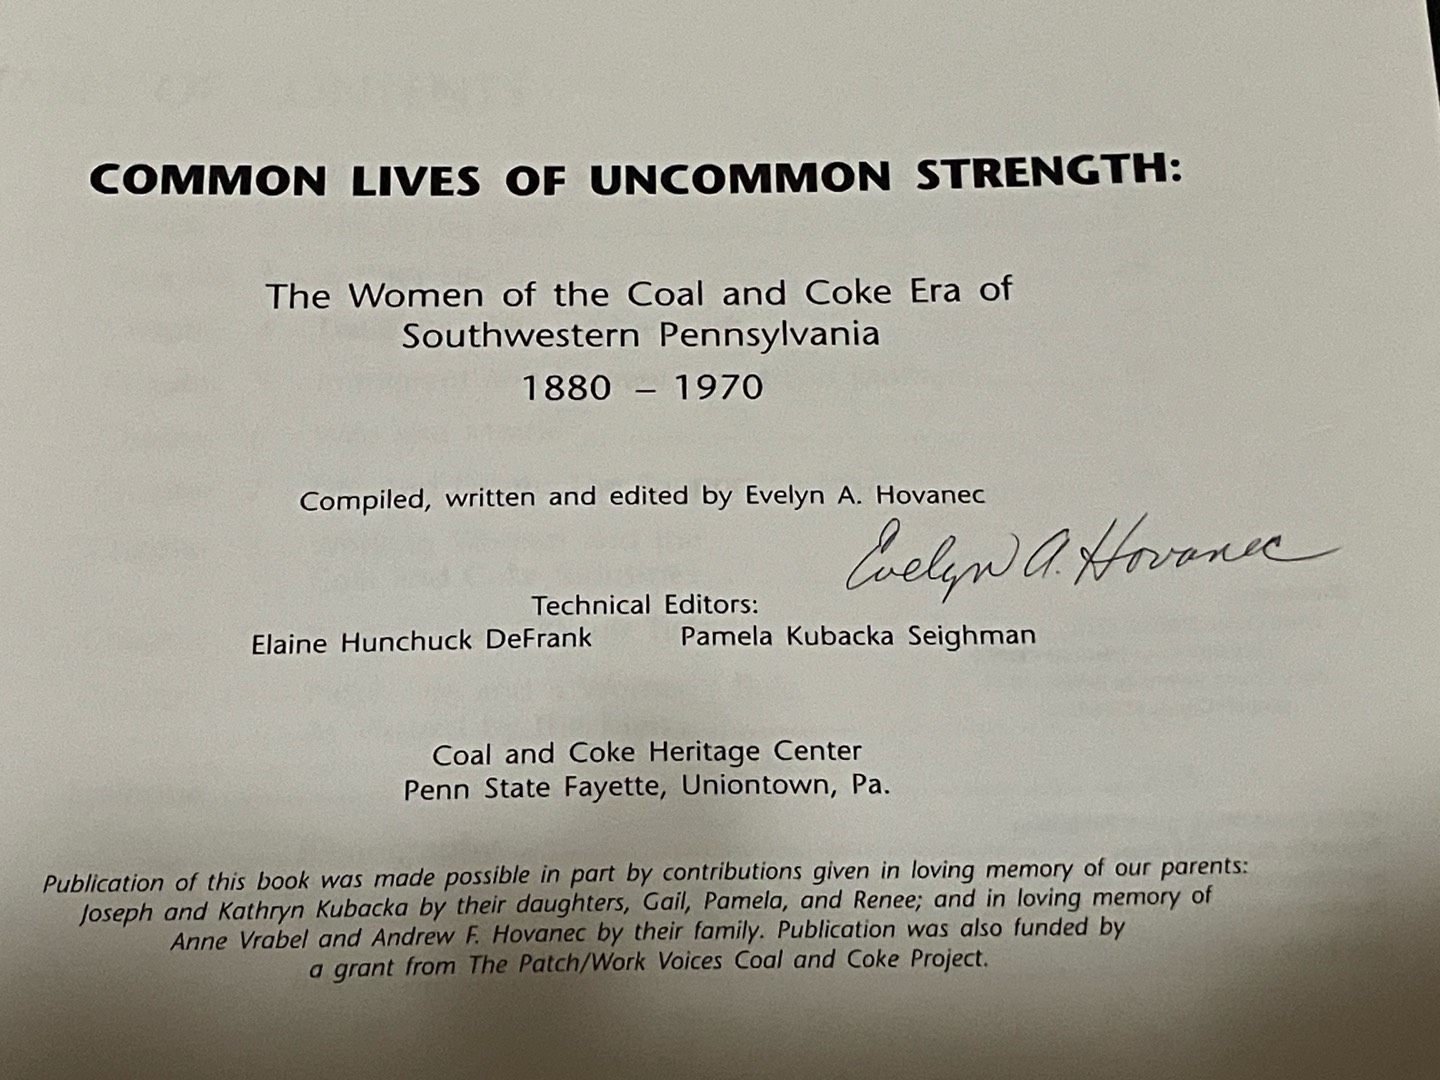 COMMON LIVES OF UNCOMMON STRENGTH:
The Women of the Coal and Coke Era of
Southwestern Pennsylvania
1880 – 1970
Compiled, written and edited by Evelyn A. Hovanec
Evelyn A. Hovanec
Technical Editors:
Elaine Hunchuck DeFrank Pamela Kubacka Seighman
Coal and Coke Heritage Center
Penn State Fayette, Uniontown, Pa.
Publication of this book was made possible in part by contributions given in loving memory of our parents:
Joseph and Kathryn Kubacka by their daughters, Gail, Pamela, and Renee; and in loving memory of
Anne Vrabel and Andrew F. Hovanec by their family. Publication was also funded by
a grant from The Patch/Work Voices Coal and Coke Project.